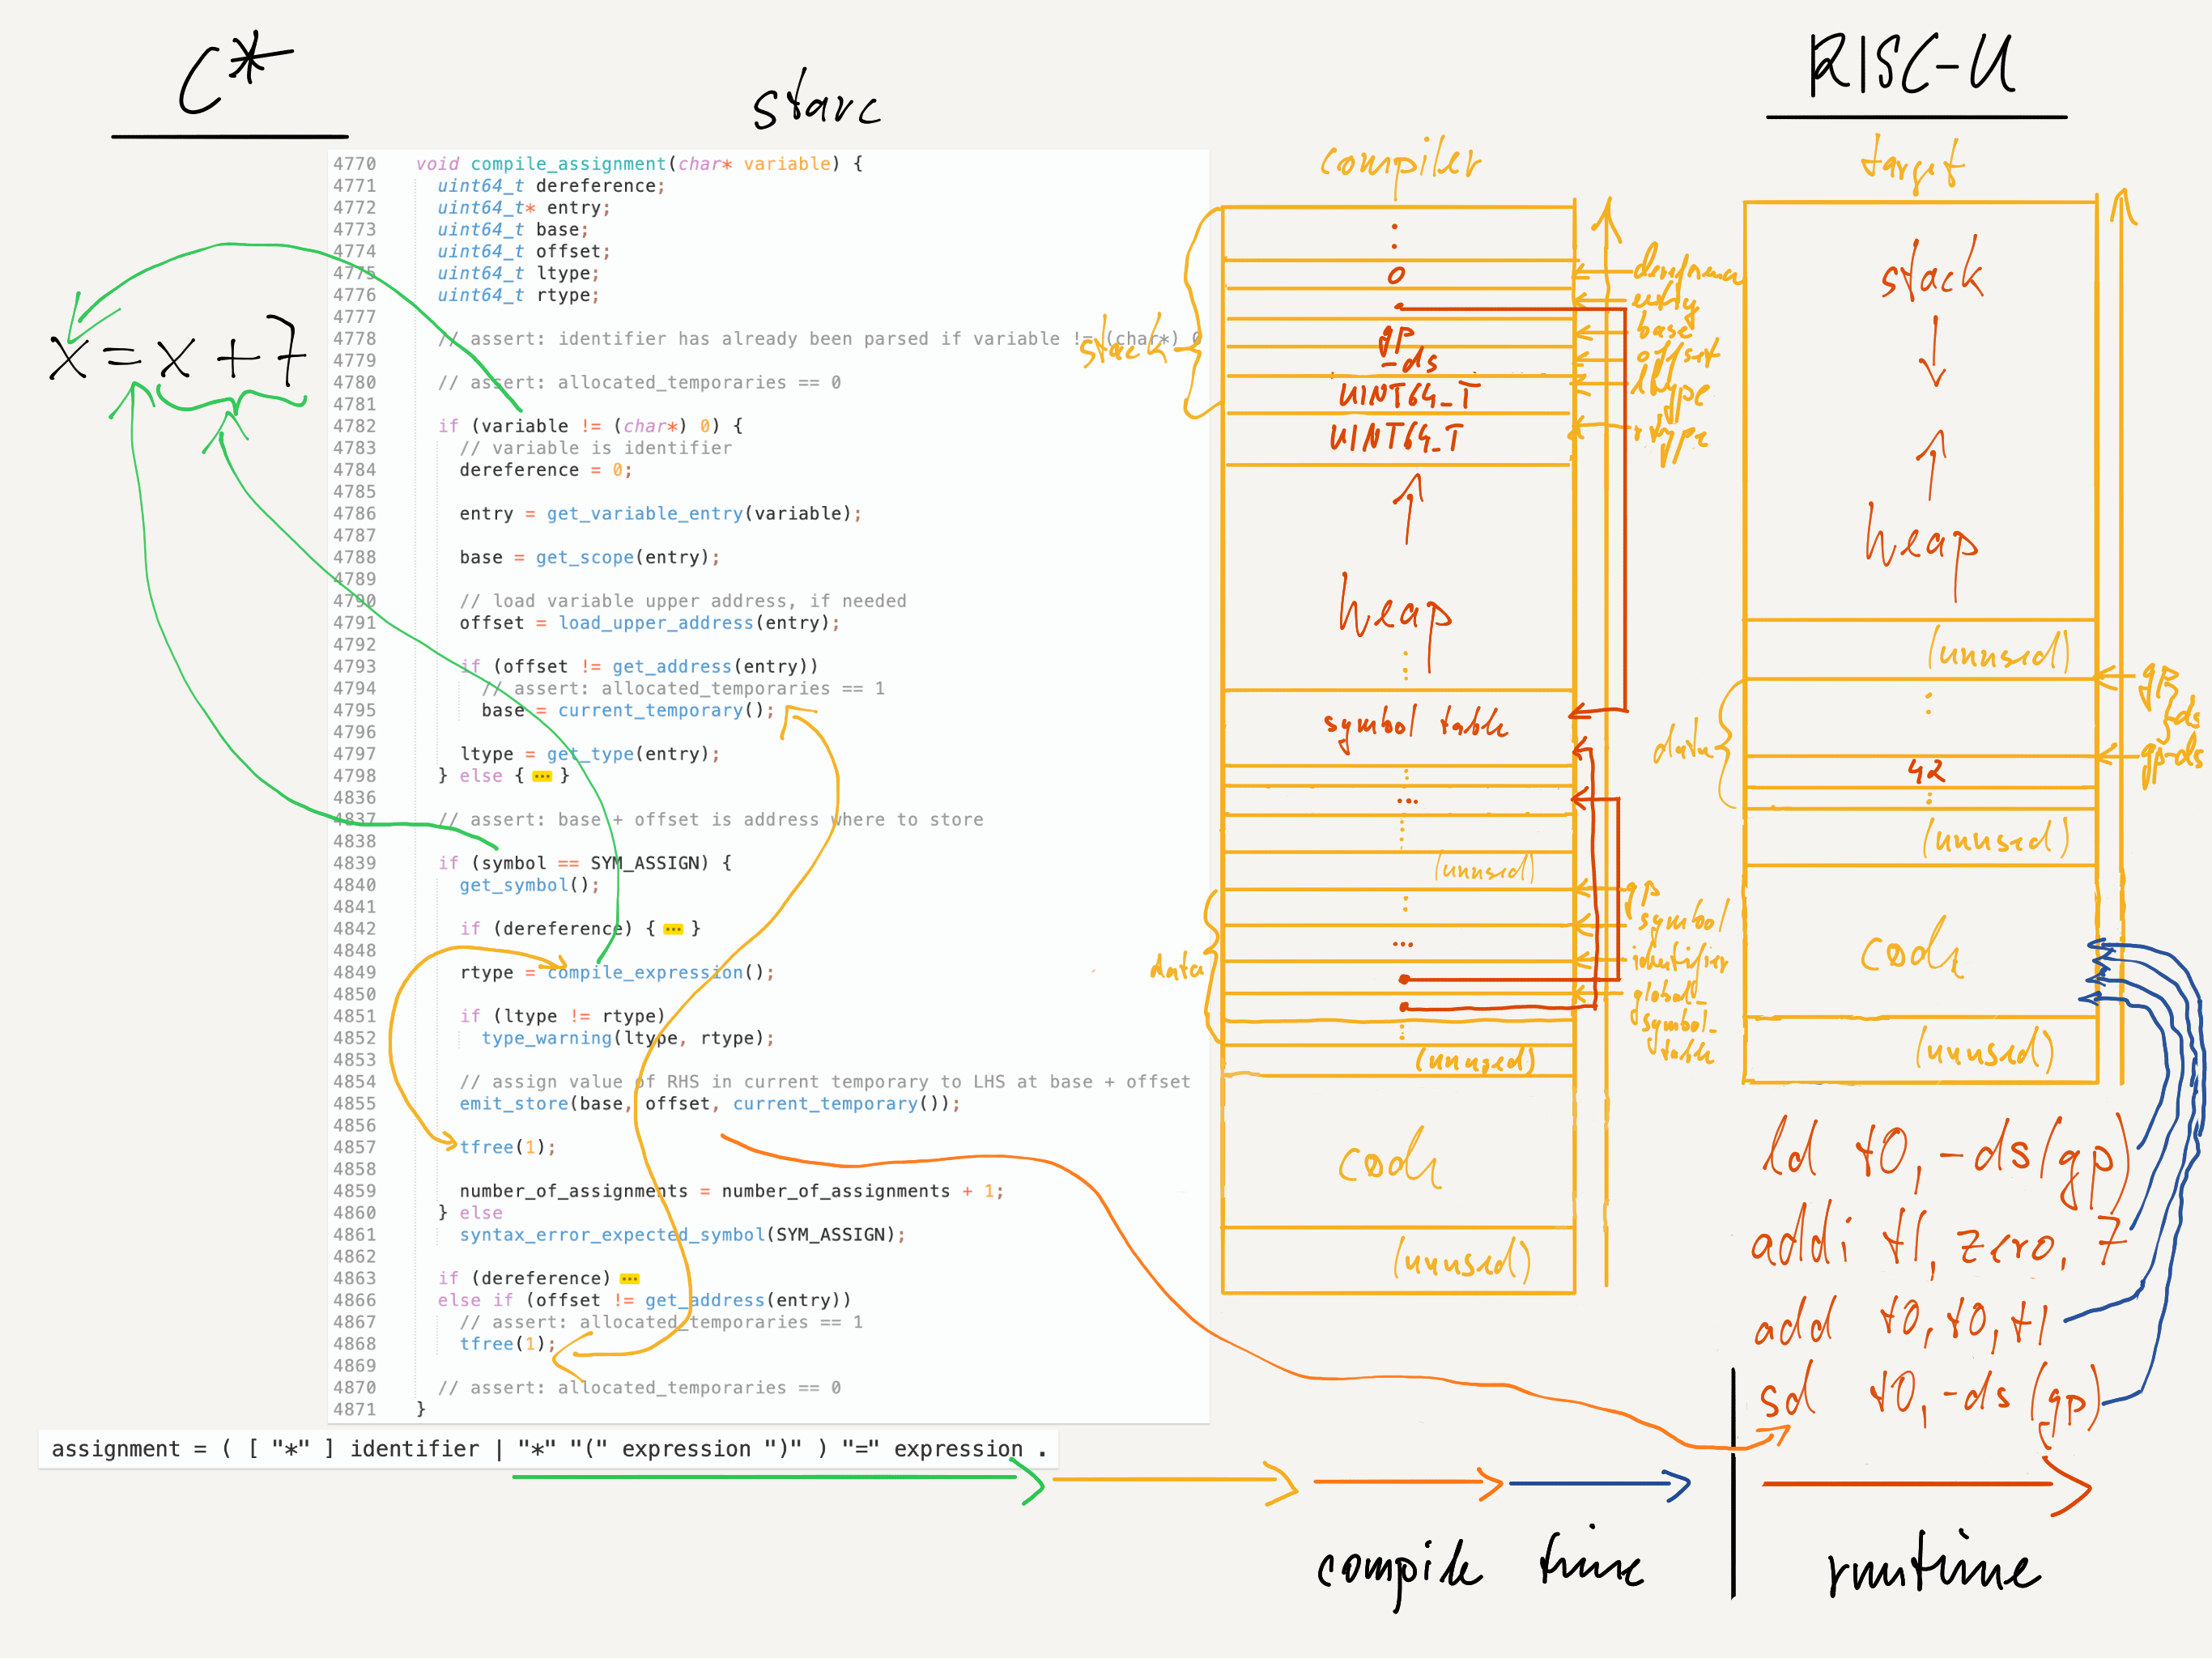 C*
starc
RISC-U
compiler
target
x = x + 7
4770 void compile_assignment(char* variable) {
4771 uint64_t dereference;
4772 uint64_t* entry;
4773 uint64_t base;
4774 uint64_t offset;
4775 uint64_t ltype;
4776 uint64_t rtype;
4777
4778 // assert: identifier has already been parsed if variable != (char*) 0
4779
4780 // assert: allocated_temporaries == 0
4781
4782 if (variable != (char*) 0) {
4783 // variable is identifier
4784 dereference = 0;
4785
4786 entry = get_variable_entry(variable);
4787
4788 base = get_scope(entry);
4789
4790 // load variable upper address, if needed
4791 offset = load_upper_address(entry);
4792
4793 if (offset != get_address(entry))
4794 // assert: allocated_temporaries == 1
4795 base = current_temporary();
4796
4797 ltype = get_type(entry);
4798 } else { ... }
4836
4837 // assert: base + offset is address where to store
4838
4839 if (symbol == SYM_ASSIGN) {
4840 get_symbol();
4841
4842 if (dereference) { ... }
4848
4849 rtype = compile_expression();
4850
4851 if (ltype != rtype)
4852 type_warning(ltype, rtype);
4853
4854 // assign value of RHS in current temporary to LHS at base + offset
4855 emit_store(base, offset, current_temporary());
4856
4857 tfree(1);
4858
4859 number_of_assignments = number_of_assignments + 1;
4860 } else
4861 syntax_error_expected_symbol(SYM_ASSIGN);
4862
4863 if (dereference) ...
4866 else if (offset != get_address(entry))
4867 // assert: allocated_temporaries == 1
4868 tfree(1);
4869
4870 // assert: allocated_temporaries == 0
4871 }
assignment = ( [ "*" ] identifier | "*" "(" expression ")" ) "=" expression .
stack
0
gp
-ds
UINT64_T
UINT64_T
dereference
entry
base
offset
ltype
rtype
heap
symbol table
...
(unused)
data
...
gp
symbol
identifier
global_
symbol_
table
(unused)
code
(unused)
stack
heap
(unused)
data
42
gp
-ds
gp-ds
(unused)
code
(unused)
ld t0,-ds(gp)
addi t1, zero, 7
add t0, t0, t1
sd t0,-ds(gp)
compile time
runtime